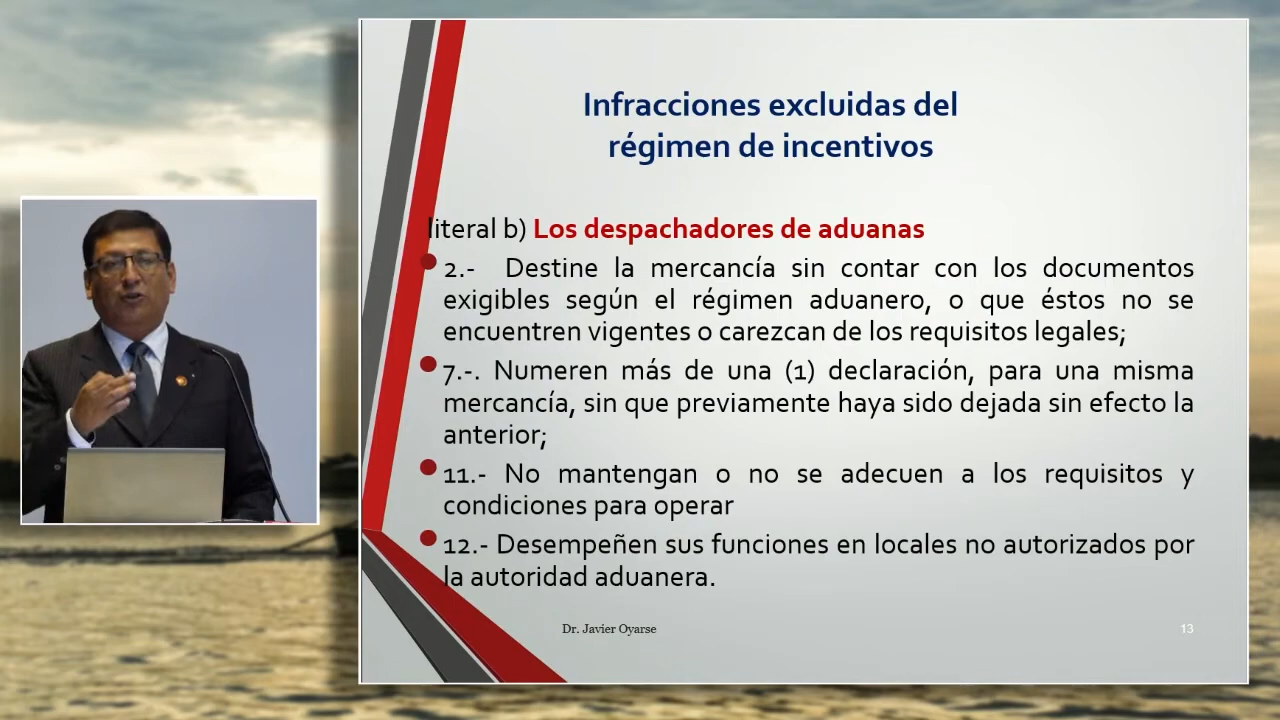 Infracciones excluidas del
régimen de incentivos
literal b) Los despachadores de aduanas
2.- Destine la mercancía sin contar con los documentos
exigibles según el régimen aduanero, o que éstos no se
encuentren vigentes o carezcan de los requisitos legales;
7.-. Numeren más de una (1) declaración, para una misma
mercancía, sin que previamente haya sido dejada sin efecto la
anterior;
11.- No mantengan o no se adecuen a los requisitos y
condiciones para operar
12.- Desempeñen sus funciones en locales no autorizados por
la autoridad aduanera.
Dr. Javier Oyarse
13